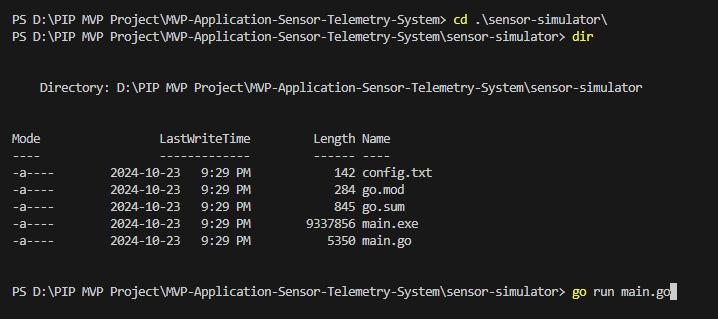 PS D:\PIP MVP Project\MVP-Application-Sensor-Telemetry-System> cd .\sensor-simulator\
PS D:\PIP MVP Project\MVP-Application-Sensor-Telemetry-System\sensor-simulator> dir
Directory: D:\PIP MVP Project\MVP-Application-Sensor-Telemetry-System\sensor-simulator
Mode LastWriteTime Length Name
---- ------------- ------ ----
-a---- 2024-10-23 9:29 PM 142 config.txt
-a---- 2024-10-23 9:29 PM 284 go.mod
-a---- 2024-10-23 9:29 PM 845 go.sum
-a---- 2024-10-23 9:29 PM 9337856 main.exe
-a---- 2024-10-23 9:29 PM 5350 main.go
PS D:\PIP MVP Project\MVP-Application-Sensor-Telemetry-System\sensor-simulator> go run main.go